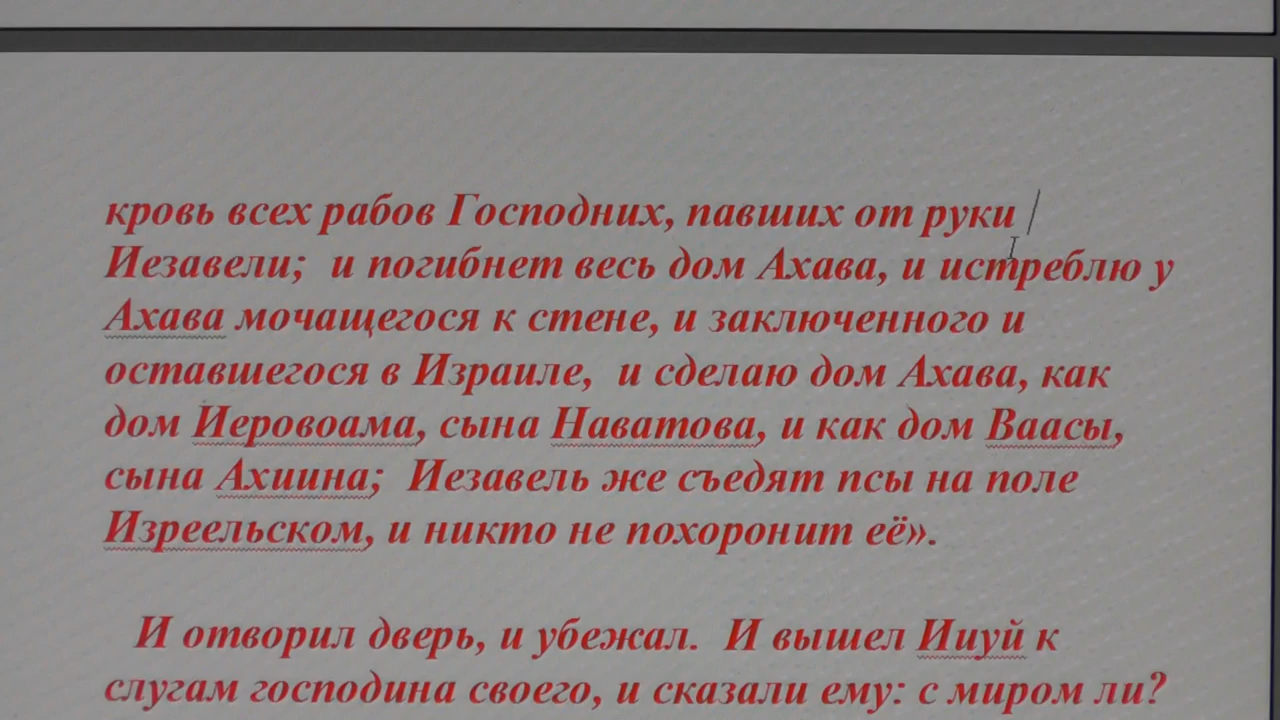 кровь всех рабов Господних, павших от руки
Иезавели;  и погибнет весь дом Ахава, и истреблю у
Ахава мочащегося к стене, и заключенного и
оставшегося в Израиле,  и сделаю дом Ахава, как
дом Иеровоама, сына Наватова, и как дом Ваасы,
сына Ахиина;  Иезавель же съедят псы на поле
Изреельском, и никто не похоронит её».
И отворил дверь, и убежал.  И вышел Ииуй к
слугам господина своего, и сказали ему: с миром ли?